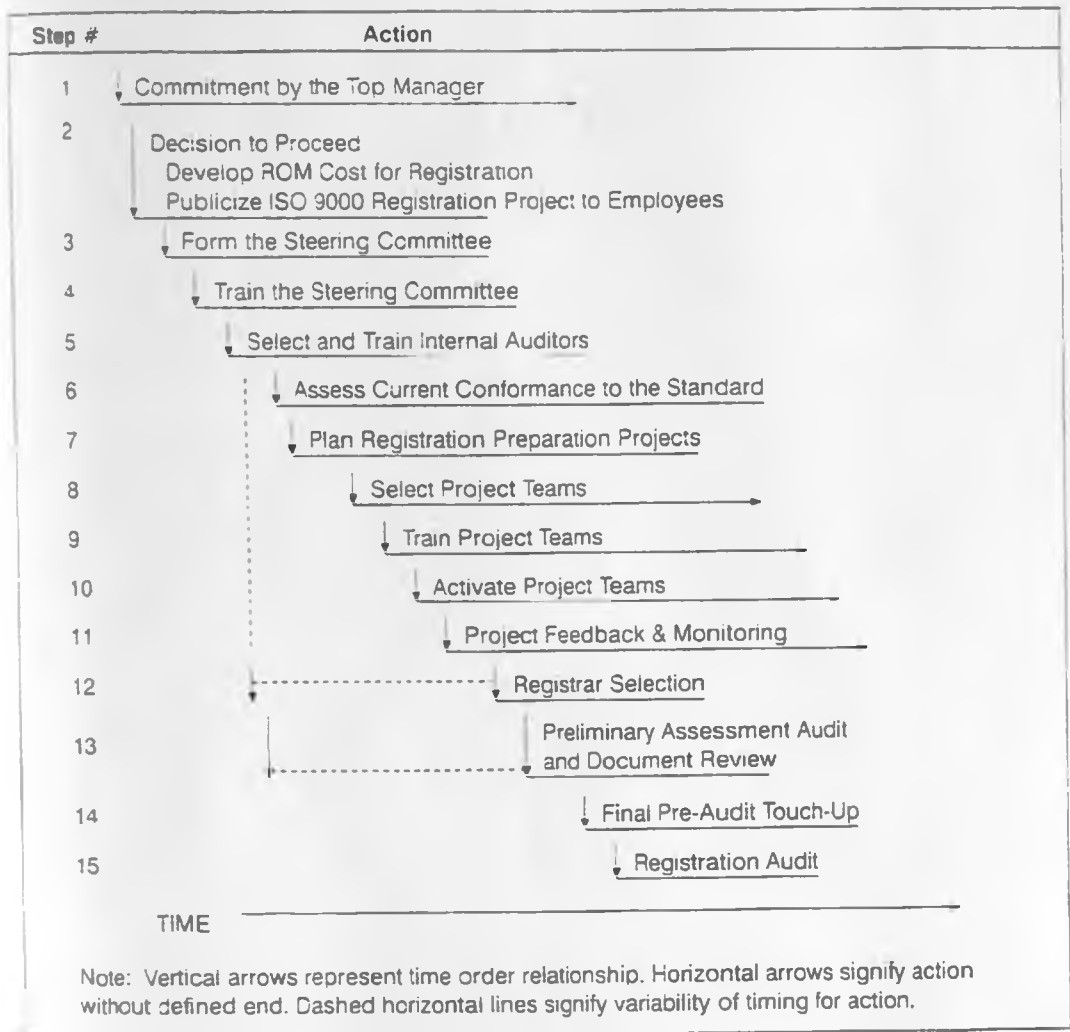 Step # Action
1 Commitment by the Top Manager
2
Decision to Proceed
Develop ROM Cost for Registration
Publicize ISO 9000 Registration Project to Employees
3 Form the Steering Committee
4 Train the Steering Committee
5 Select and Train Internal Auditors
6 Assess Current Conformance to the Standard
7 Plan Registration Preparation Projects
8 Select Project Teams
9 Train Project Teams
10 Activate Project Teams
11 Project Feedback & Monitoring
12 Registrar Selection
13 Preliminary Assessment Audit
and Document Review
14 Final Pre-Audit Touch-Up
15 Registration Audit
TIME
Note: Vertical arrows represent time order relationship. Horizontal arrows signify action
without defined end. Dashed horizontal lines signify variability of timing for action.